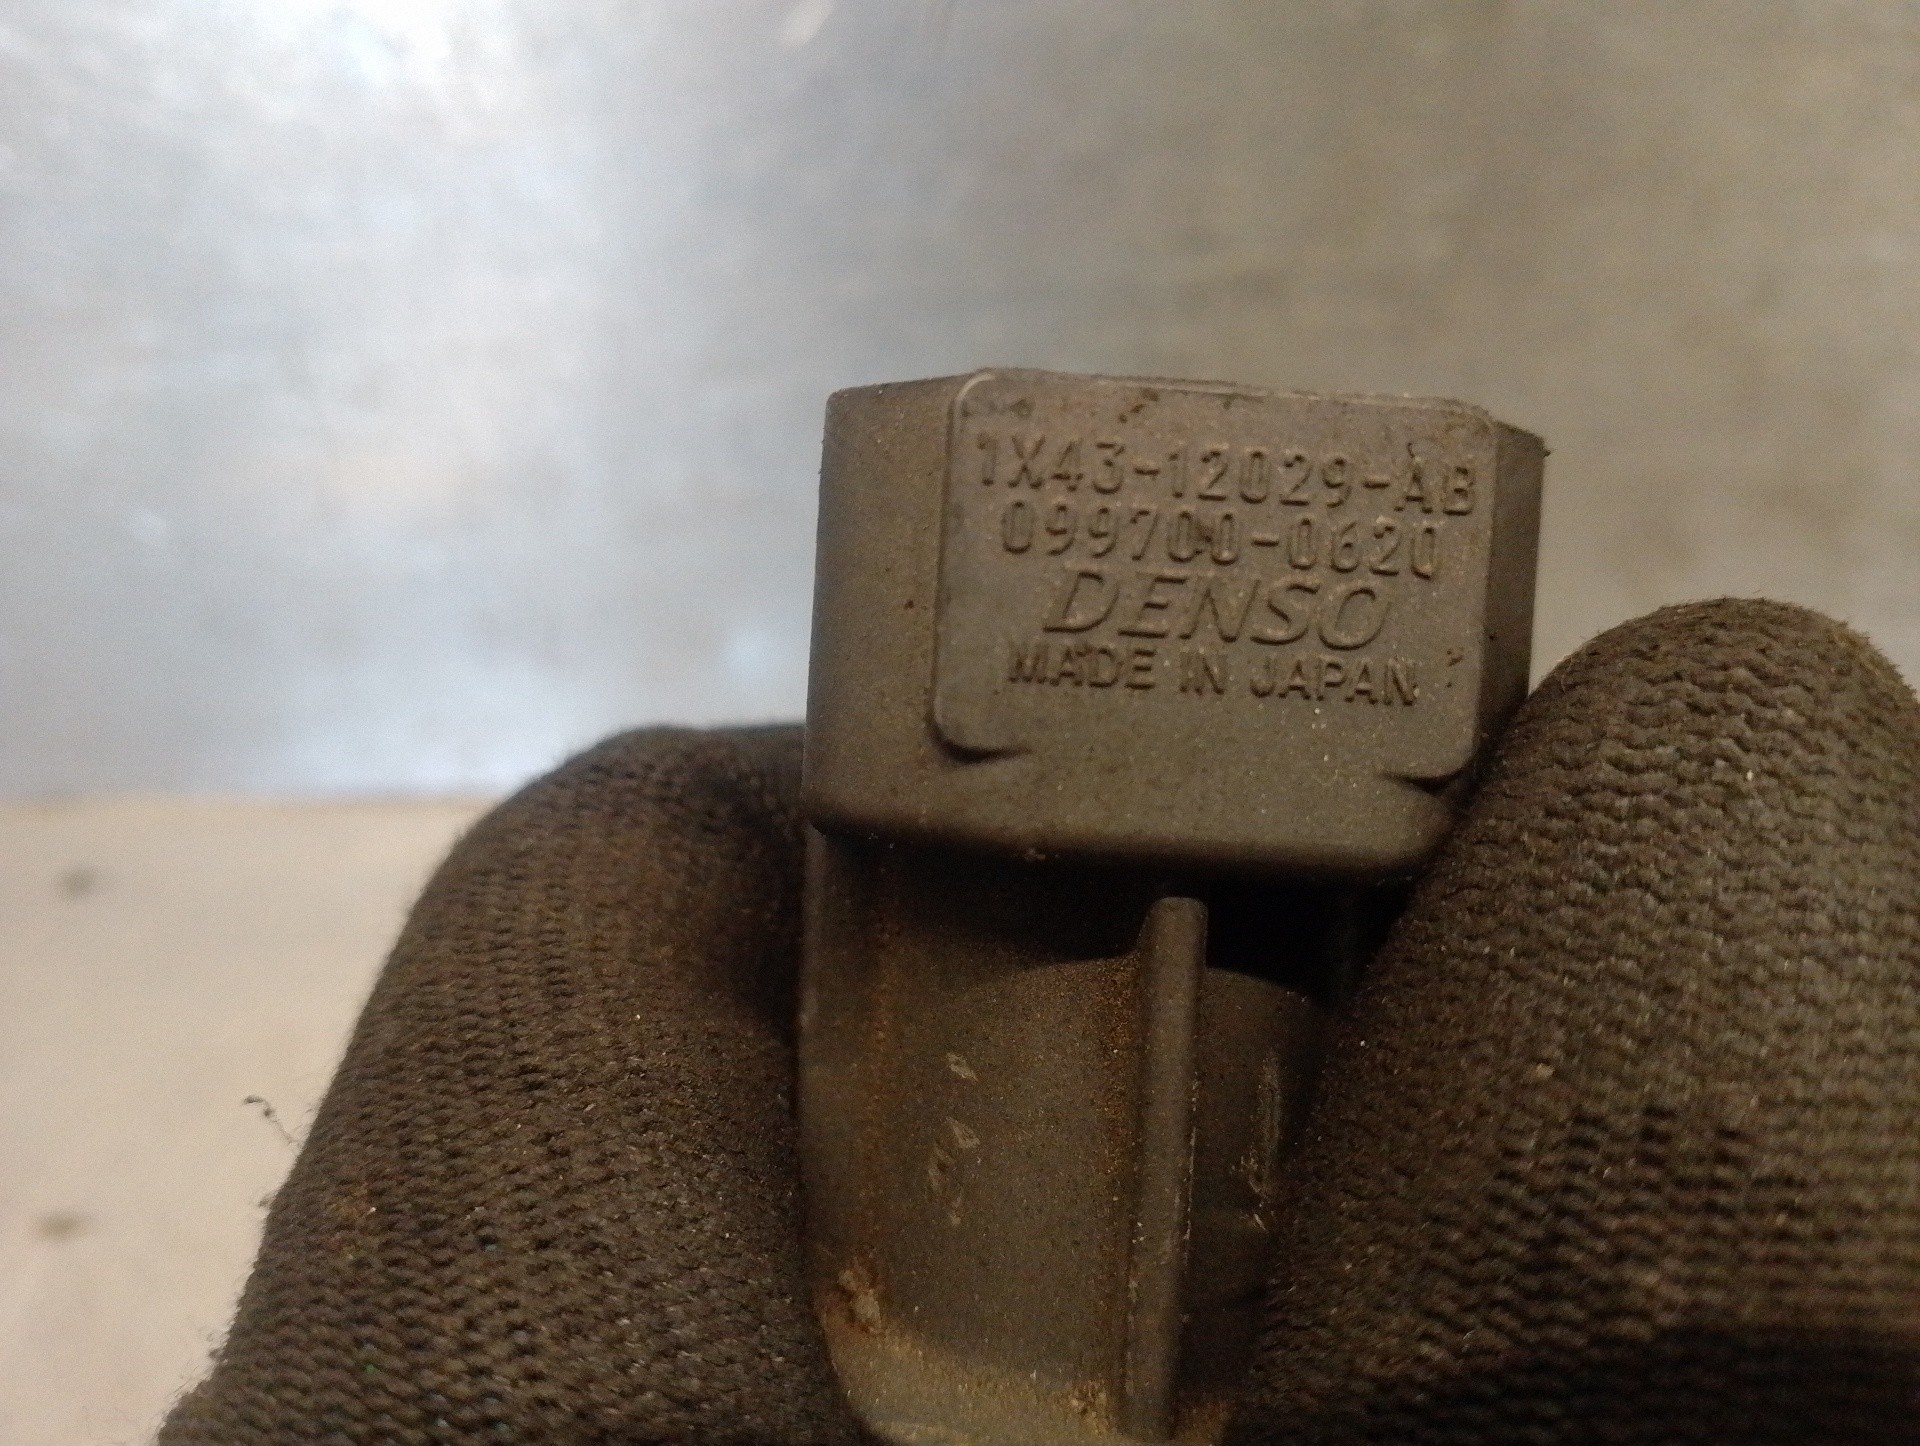 1X43-12029-AB
099700-0620
DENSO
MADE IN JAPAN